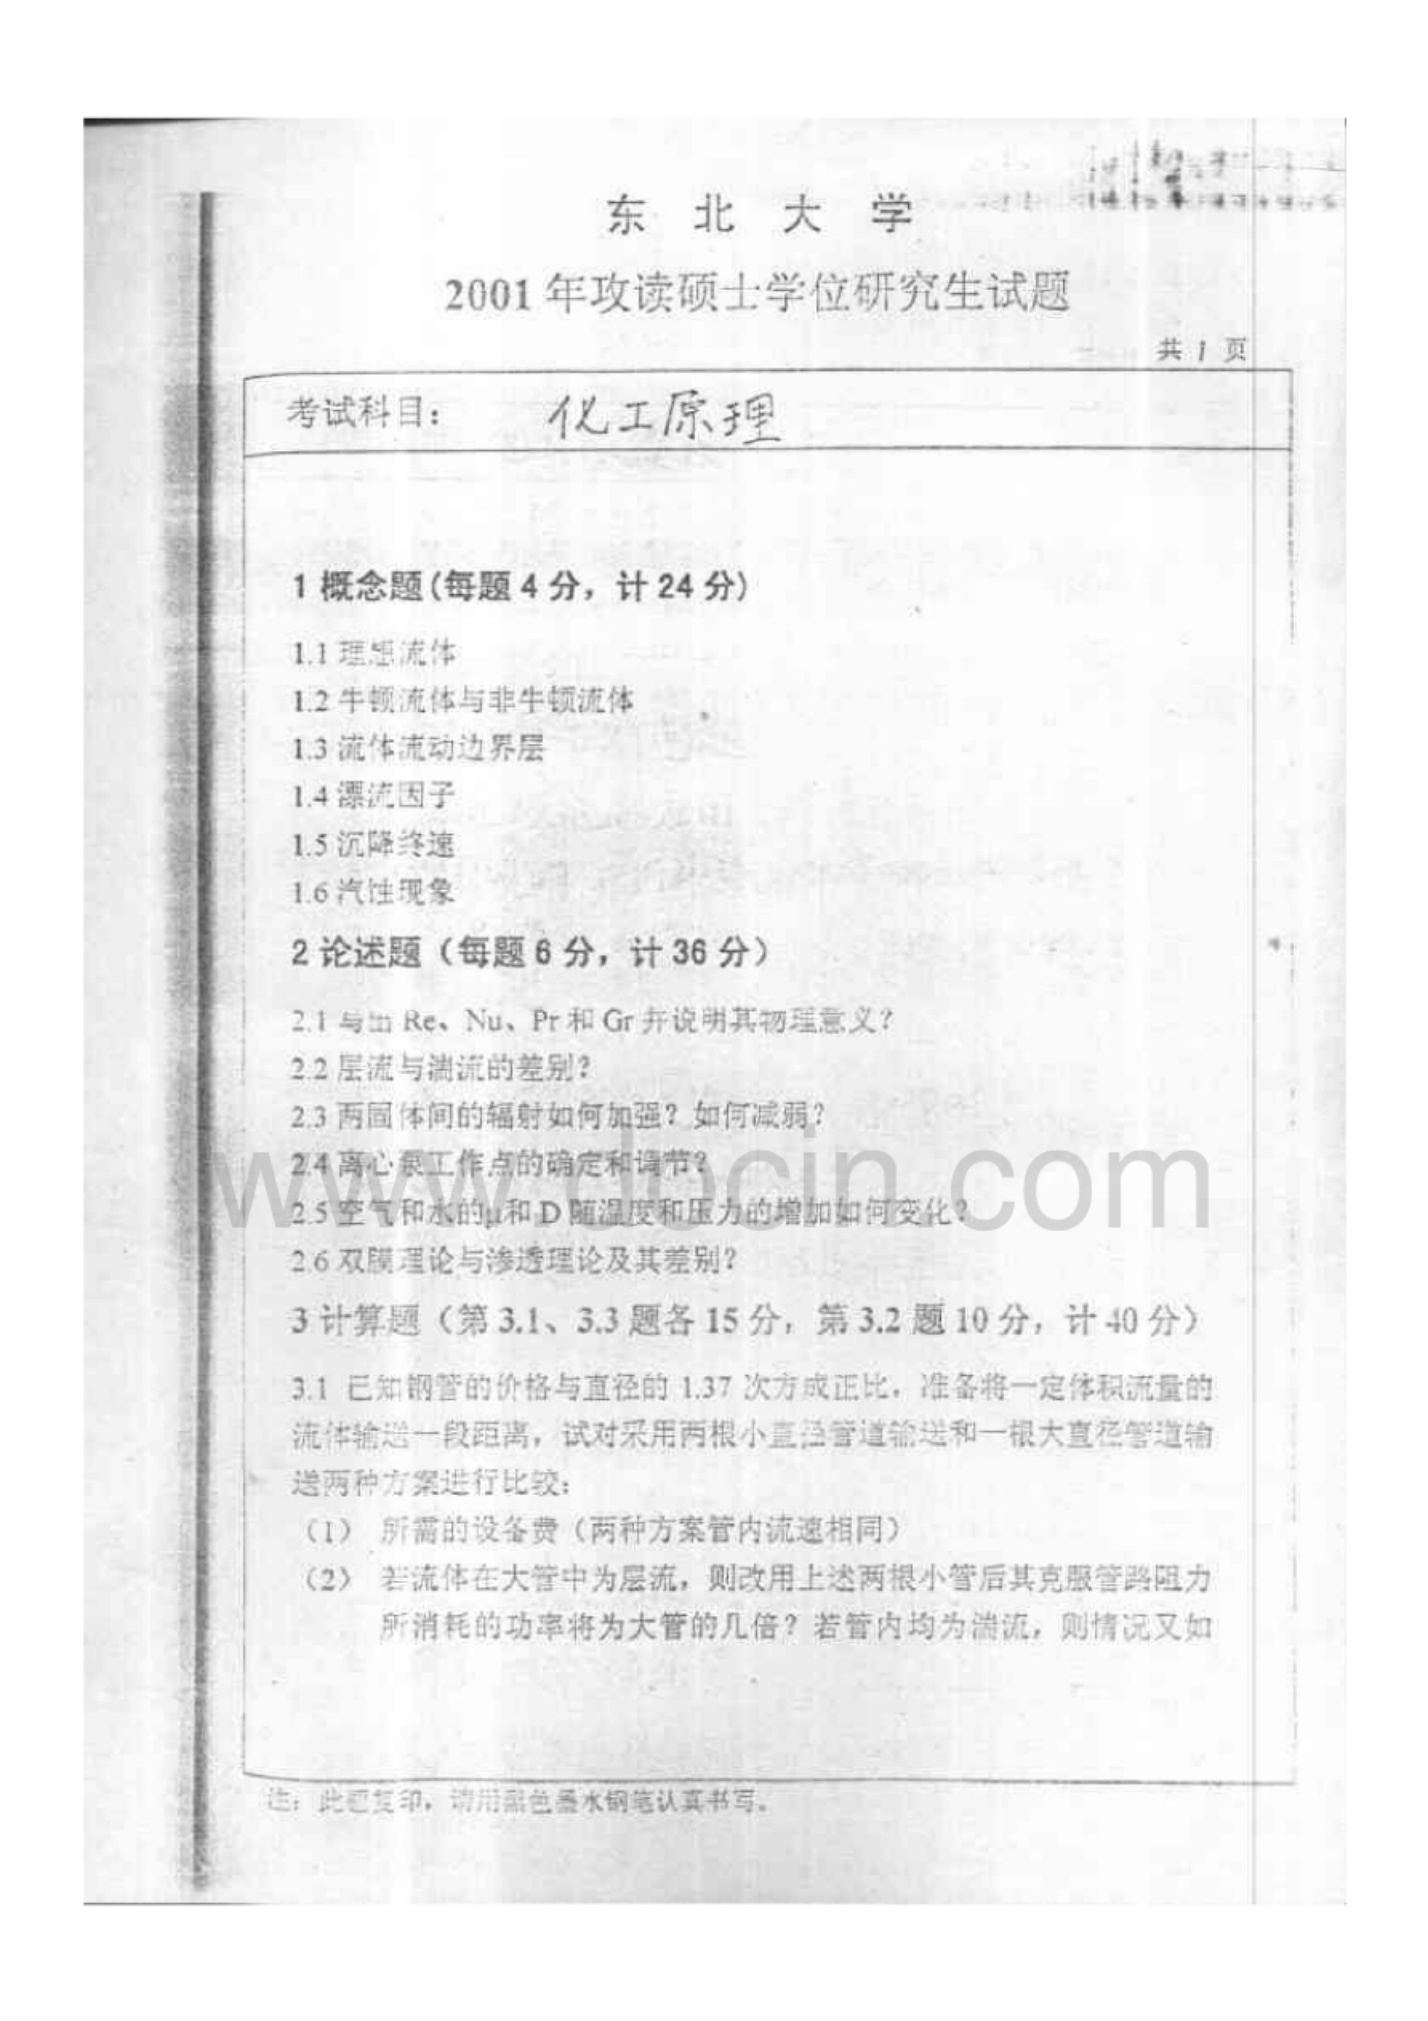 东北大学
2001年攻读硕士学位研究生试题
共1页
考试科目： 化工原理
1概念题(每题4分，计24分)
1.1理想流体
1.2牛顿流体与非牛顿流体
1.3流体流动边界层
1.4漂流因子
1.5沉降终速
1.6汽蚀现象
2论述题（每题6分，计36分）
2.1写出Re、Nu、Pr和Gr并说明其物理意义？
2.2层流与湍流的差别？
2.3两固体间的辐射如何加强？如何减弱？
2.4离心泵工作点的确定和调节？
2.5空气和水的μ和D随温度和压力的增加如何变化？
2.6双膜理论与渗透理论及其差别？
3计算题（第3.1、3.3题各15分，第3.2题10分，计40分）
3.1 已知钢管的价格与直径的1.37次方成正比，准备将一定体积流量的
流体输送一段距离，试对采用两根小直径管道输送和一根大直径管道输
送两种方案进行比较：
（1） 所需的设备费（两种方案管内流速相同）
（2） 若流体在大管中为层流，则改用上述两根小管后其克服管路阻力
所消耗的功率将为大管的几倍？若管内均为湍流，则情况又如
注：此题复印，请用黑色墨水钢笔认真书写。
www.docin.com